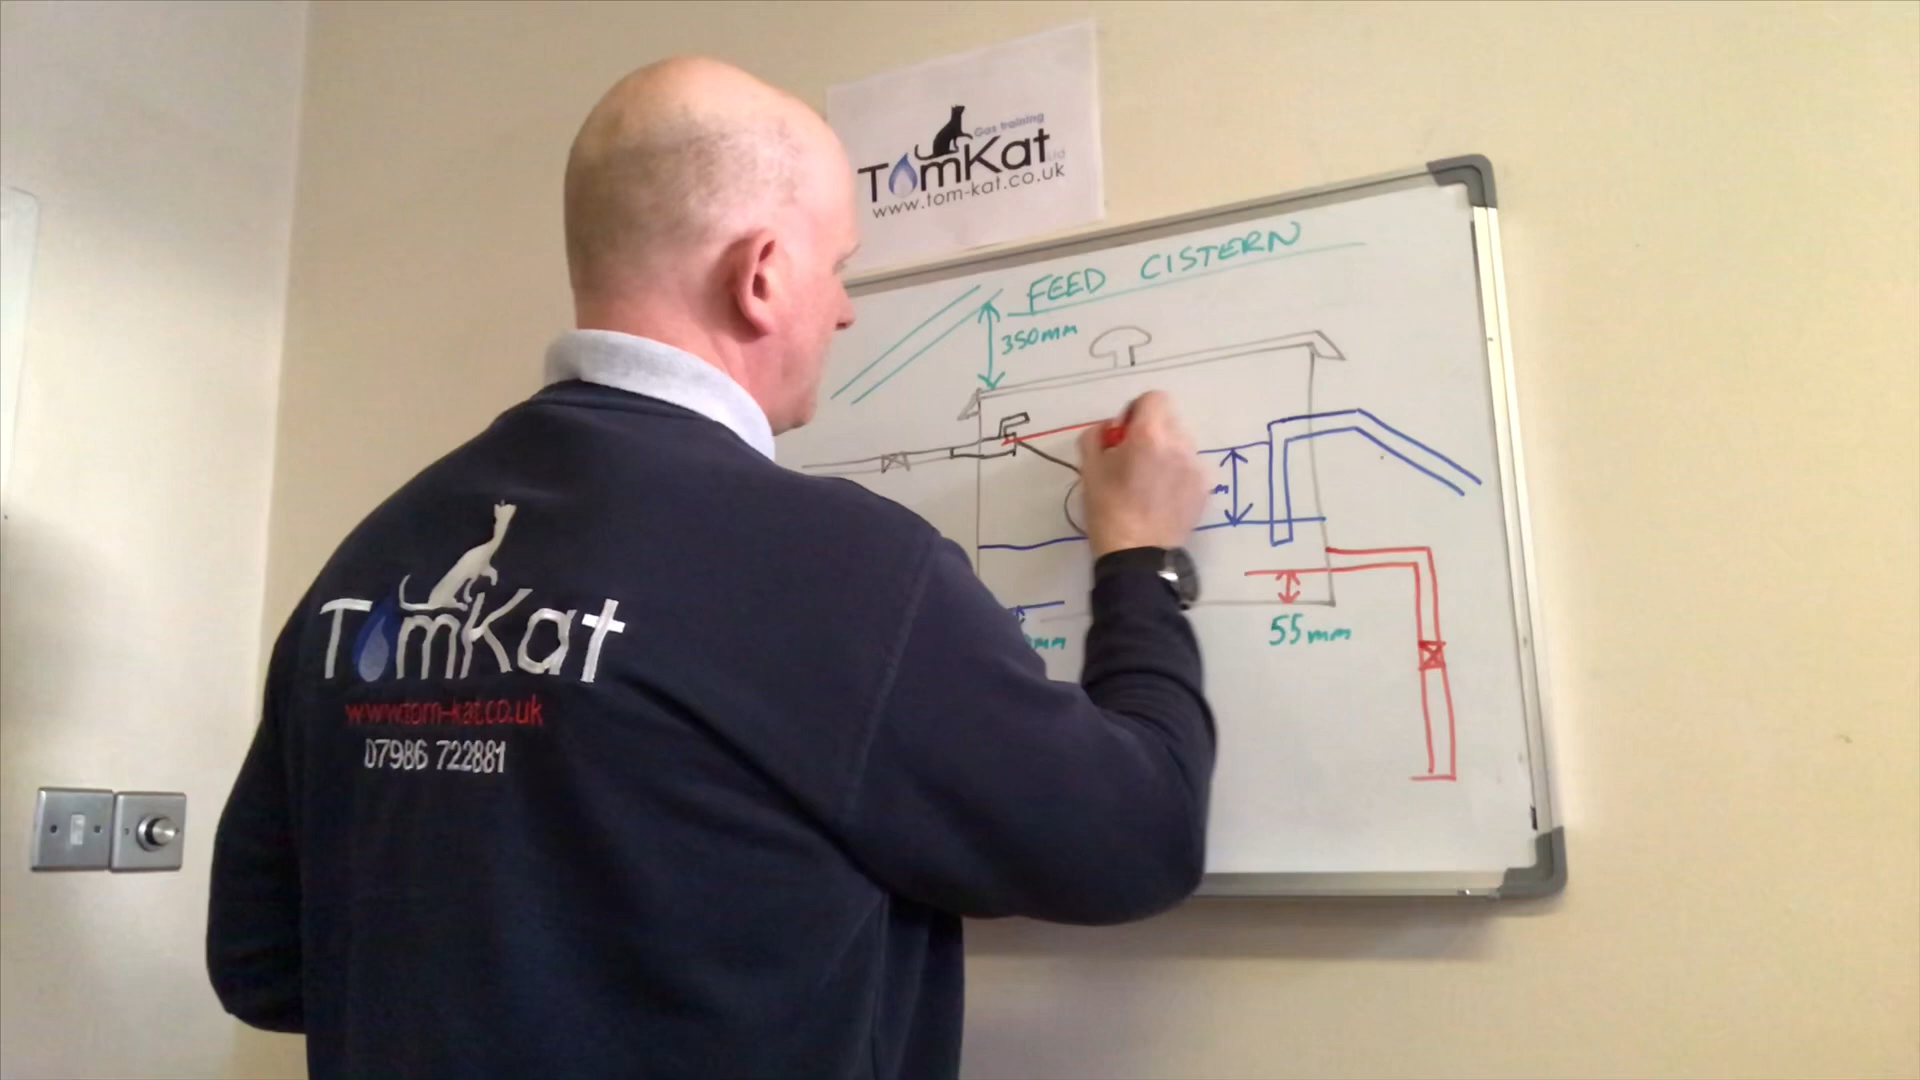 Gas training
TomKat Ltd
www.tom-kat.co.uk
FEED CISTERN
350mm
55mm
mm
TomKat
www.tom-kat.co.uk
07986 722881